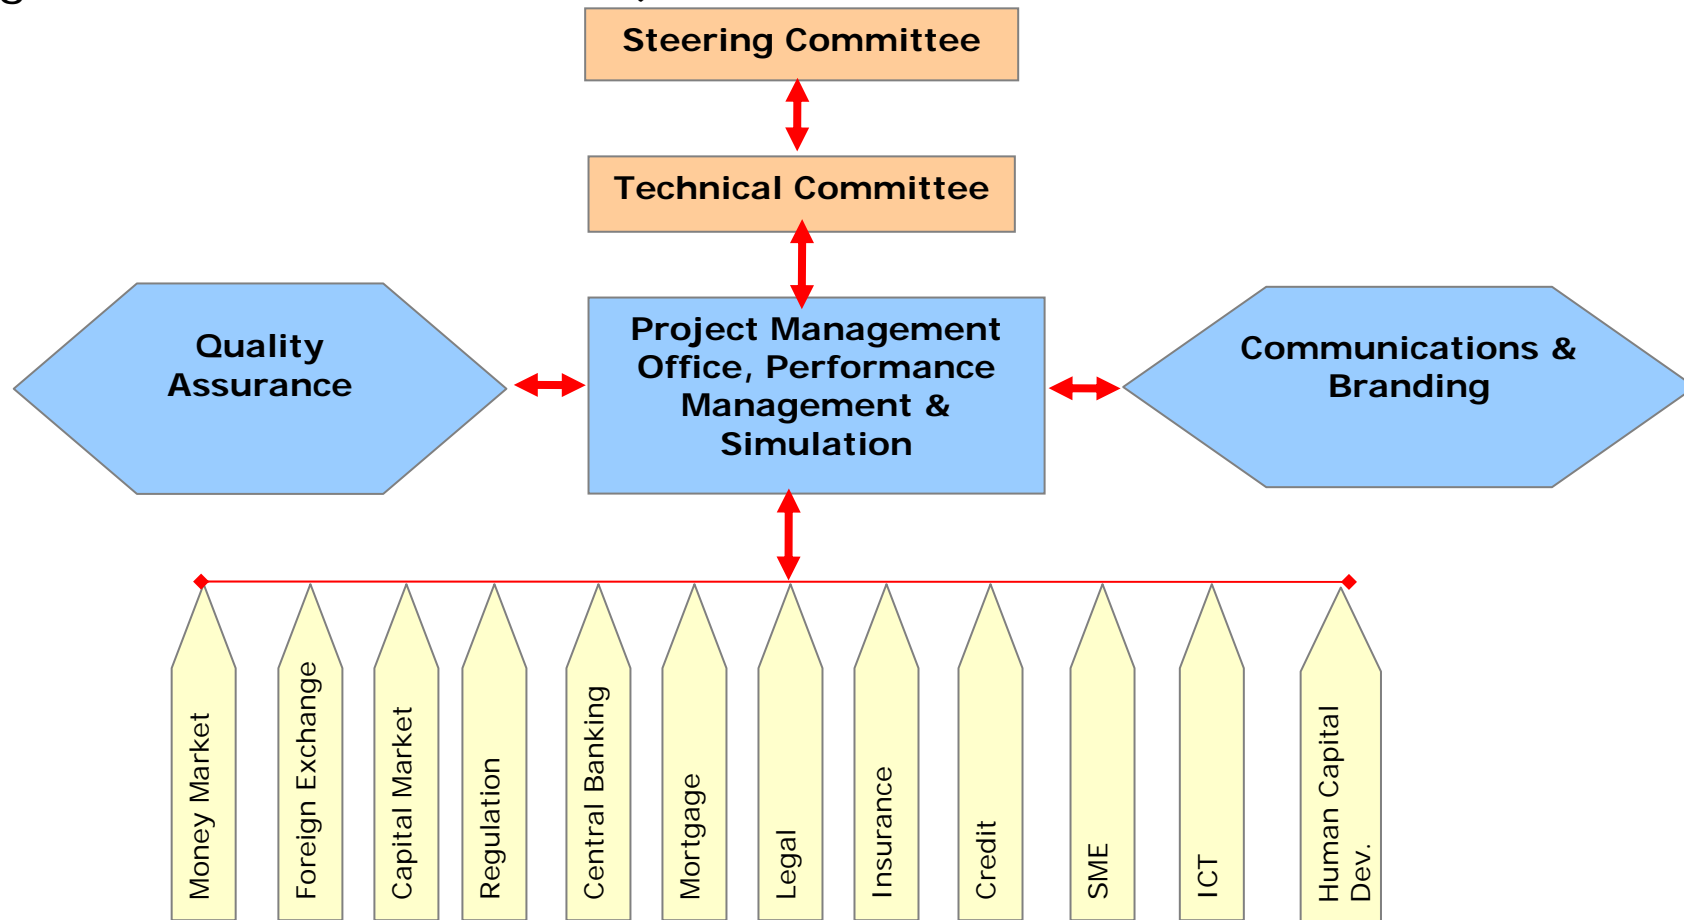 Steering Committee
Technical Committee
Quality
Assurance
Project Management
Office, Performance
Management &
Simulation
Communications &
Branding
Money Market
Foreign Exchange
Capital Market
Regulation
Central Banking
Mortgage
Legal
Insurance
Credit
SME
ICT
Human Capital
Dev.